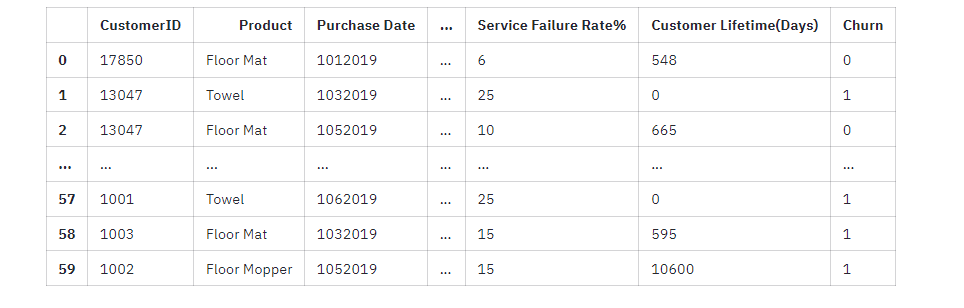 CustomerID Product Purchase Date ... Service Failure Rate% Customer Lifetime(Days) Churn
0 17850 Floor Mat 1012019 ... 6 548 0
1 13047 Towel 1032019 ... 25 0 1
2 13047 Floor Mat 1052019 ... 10 665 0
... ... ... ... ... ... ... ...
57 1001 Towel 1062019 ... 25 0 1
58 1003 Floor Mat 1032019 ... 15 595 1
59 1002 Floor Mopper 1052019 ... 15 10600 1